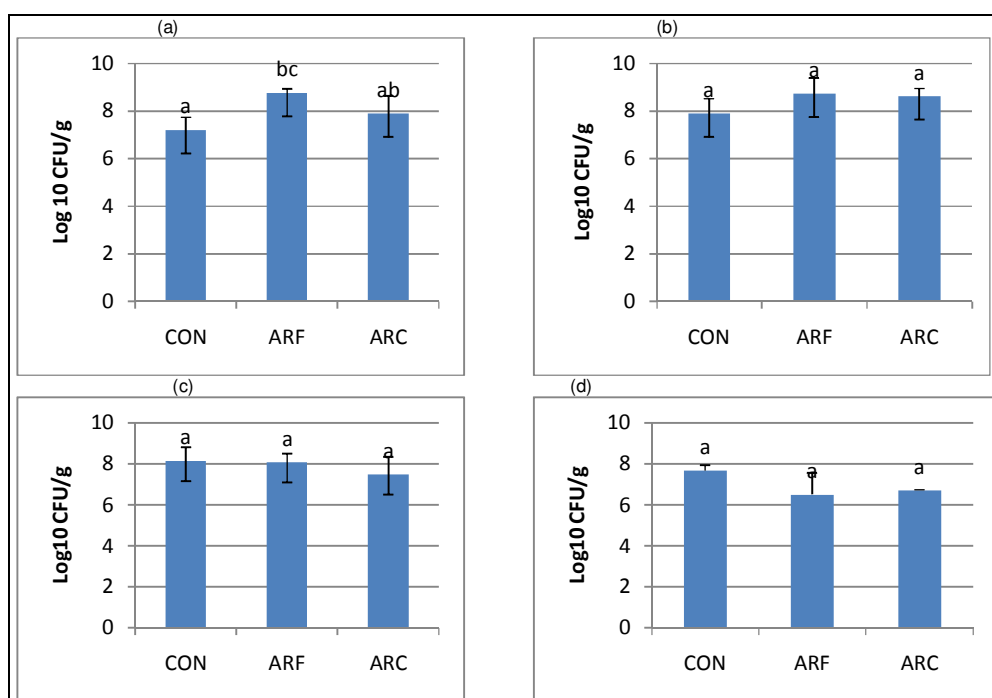 (a)
Log 10 CFU/g
10
8
6
4
2
0
a
bc
ab
CON ARF ARC
(b)
Log10 CFU/g
10
8
6
4
2
0
a
a
a
CON ARF ARC
(c)
Log10 CFU/g
10
8
6
4
2
0
a
a
a
CON ARF ARC
(d)
Log10 CFU/g
10
8
6
4
2
0
a
a
a
CON ARF ARC